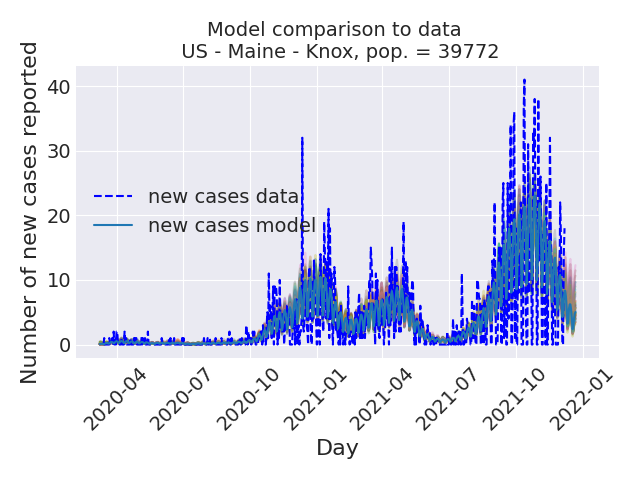 Model comparison to data
US - Maine - Knox, pop. = 39772
Number of new cases reported
40
30
20
10
0
new cases data
new cases model
2020-04
2020-07
2020-10
2021-01
2021-04
2021-07
2021-10
2022-01
Day